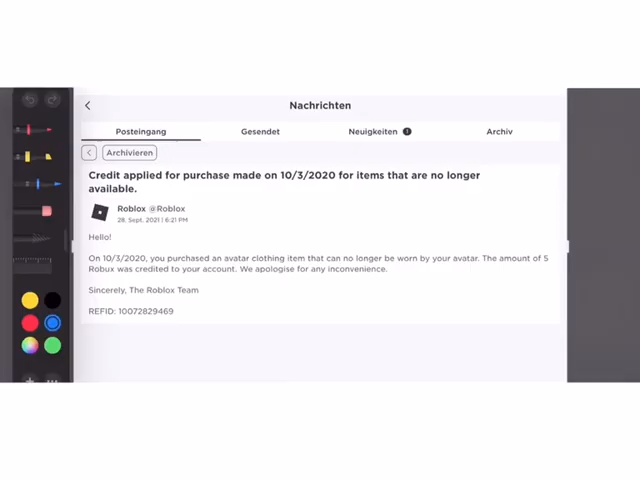 Nachrichten
Posteingang Gesendet Neuigkeiten Archiv
Archivieren
Credit applied for purchase made on 10/3/2020 for items that are no longer
available.
Roblox @Roblox
28. Sept. 2021 | 6:21 PM
Hello!
On 10/3/2020, you purchased an avatar clothing item that can no longer be worn by your avatar. The amount of 5
Robux was credited to your account. We apologise for any inconvenience.
Sincerely, The Roblox Team
REFID: 10072829469